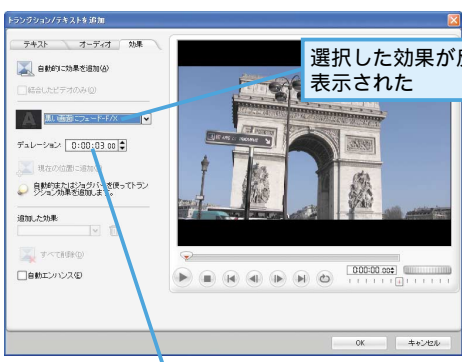 トランジション/テキストを追加
テキスト オーディオ 効果
自動的に効果を追加(A)
結合したビデオのみ(J)
A 黒い画面にフェード-F/X
デュレーション 0:00:03.00
現在の位置に追加
自動的またはジョグバーを使ってトラン
ジション効果を追加します。
追加した効果:
すべて削除(D)
自動エンハンス(E)
選択した効果が
表示された
0:00:00.00
OK キャンセル